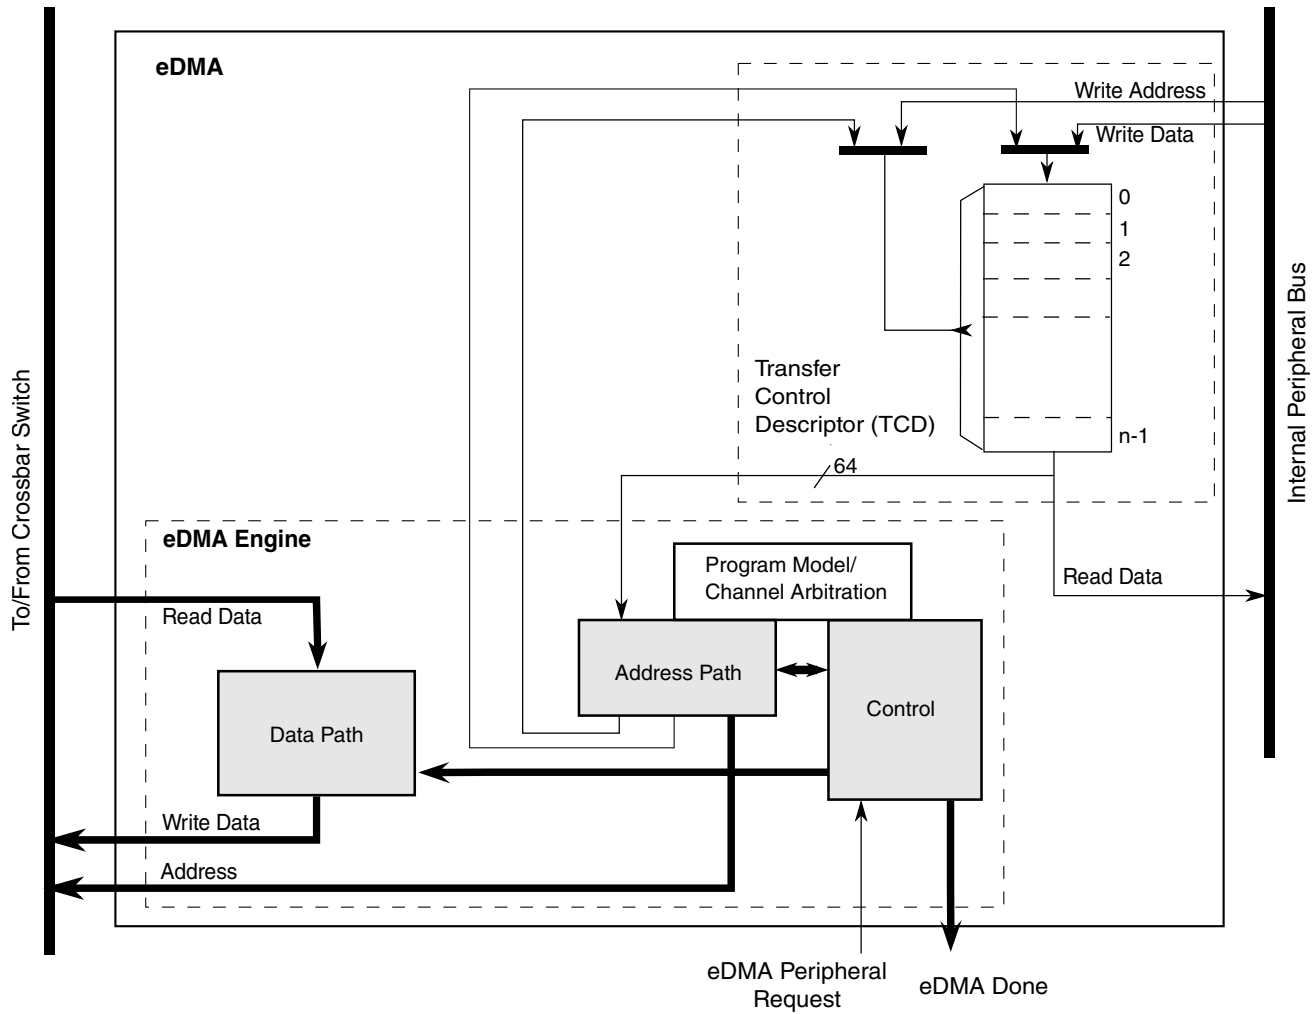 eDMA
Write Address
Write Data
0
1
2
n-1
Transfer
Control
Descriptor (TCD)
64
To/From Crossbar Switch
Internal Peripheral Bus
eDMA Engine
Program Model/
Channel Arbitration
Read Data
Read Data
Address Path
Control
Data Path
Write Data
Address
eDMA Peripheral
Request
eDMA Done